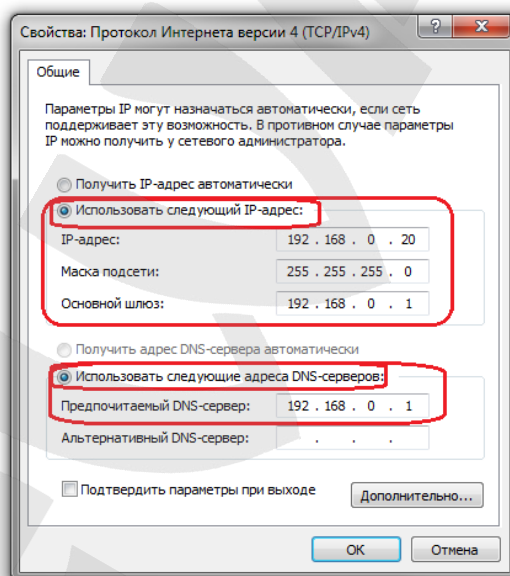 Свойства: Протокол Интернета версии 4 (TCP/IPv4)
Общие
Параметры IP могут назначаться автоматически, если сеть
поддерживает эту возможность. В противном случае параметры
IP можно получить у сетевого администратора.
Получить IP-адрес автоматически
Использовать следующий IP-адрес:
IP-адрес: 192 . 168 . 0 . 20
Маска подсети: 255 . 255 . 255 . 0
Основной шлюз: 192 . 168 . 0 . 1
Получить адрес DNS-сервера автоматически
Использовать следующие адреса DNS-серверов:
Предпочитаемый DNS-сервер: 192 . 168 . 0 . 1
Альтернативный DNS-сервер: . . .
Подтвердить параметры при выходе
Дополнительно...
ОК Отмена